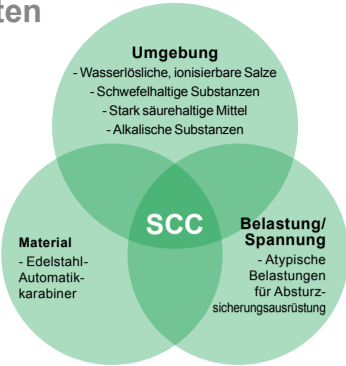 ten
Umgebung
- Wasserlösliche, ionisierbare Salze
- Schwefelhaltige Substanzen
- Stark säurehaltige Mittel
- Alkalische Substanzen
SCC
Material
- Edelstahl-
Automatik-
karabiner
Belastung/
Spannung
- Atypische
Belastungen
für Absturz-
sicherungsausrüstung